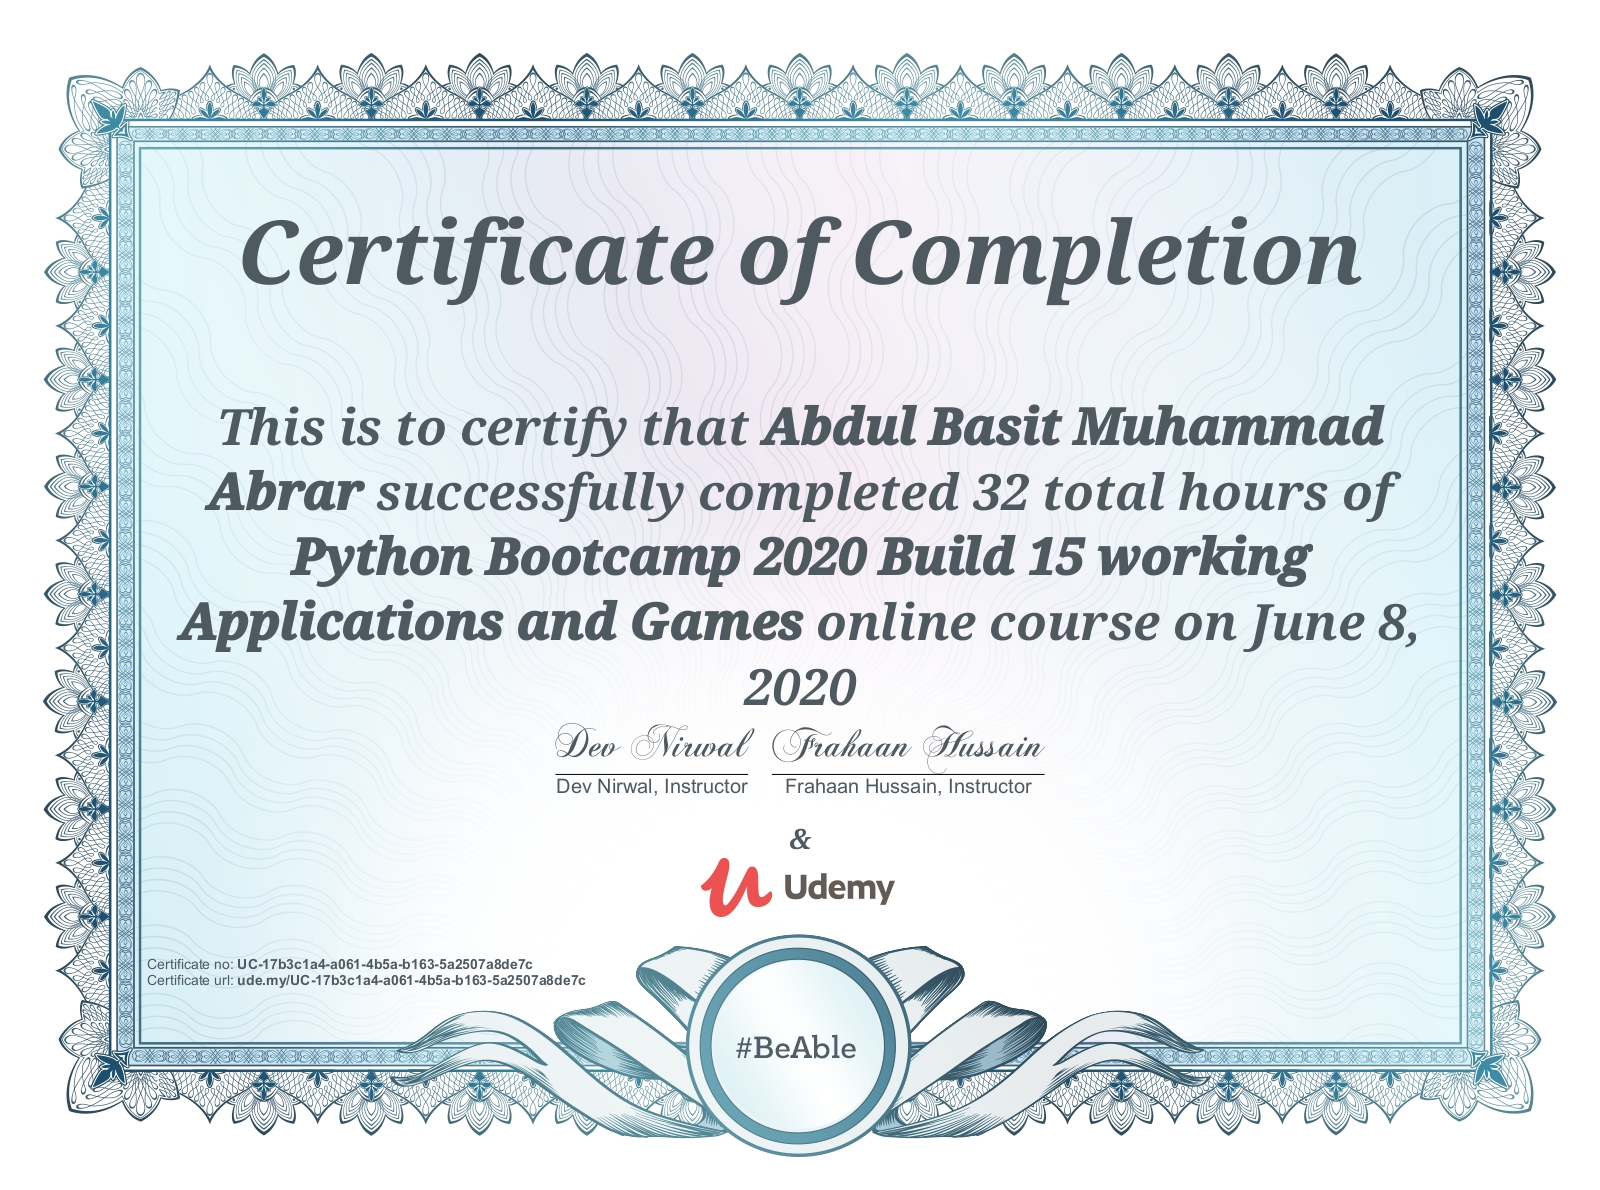 Certificate of Completion
This is to certify that Abdul Basit Muhammad
Abrar successfully completed 32 total hours of
Python Bootcamp 2020 Build 15 working
Applications and Games online course on June 8,
2020
Dev Nirwal Frahaan Hussain
Dev Nirwal, Instructor Frahaan Hussain, Instructor
&
Udemy
Certificate no: UC-17b3c1a4-a061-4b5a-b163-5a2507a8de7c
Certificate url: ude.my/UC-17b3c1a4-a061-4b5a-b163-5a2507a8de7c
#BeAble